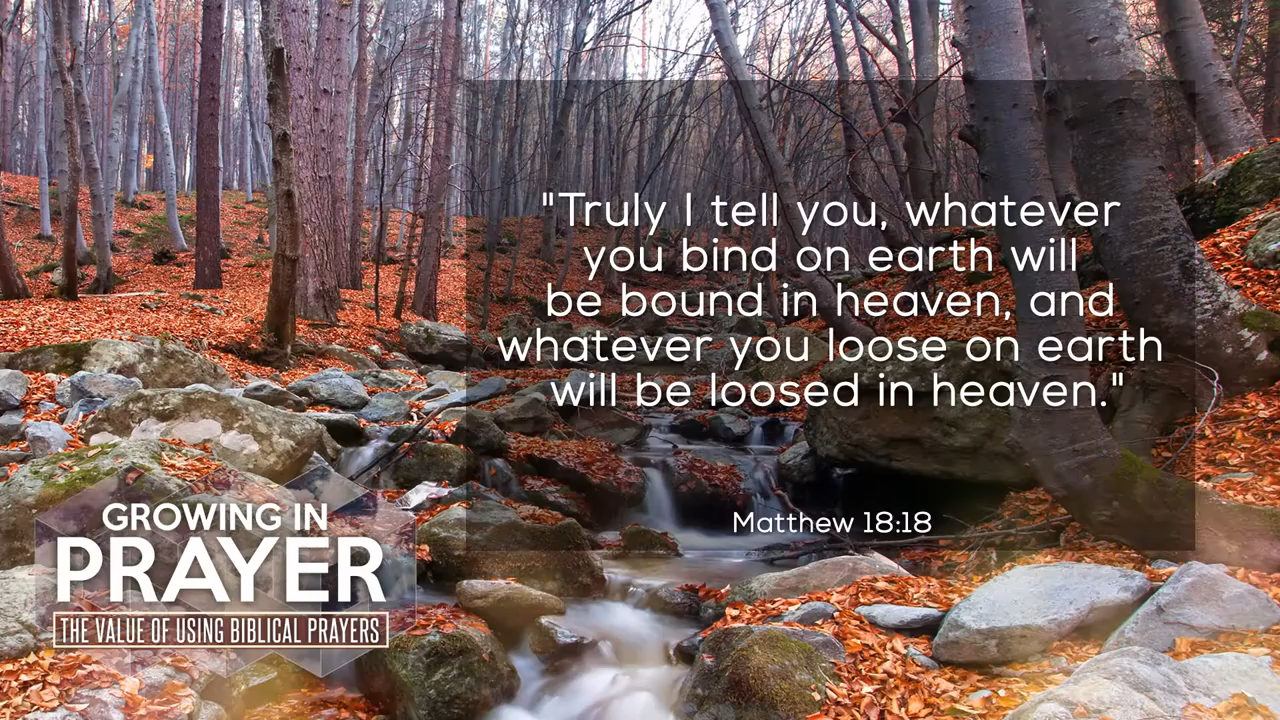 "Truly I tell you, whatever
you bind on earth will
be bound in heaven, and
whatever you loose on earth
will be loosed in heaven."
Matthew 18:18
GROWING IN
PRAYER
THE VALUE OF USING BIBLICAL PRAYERS